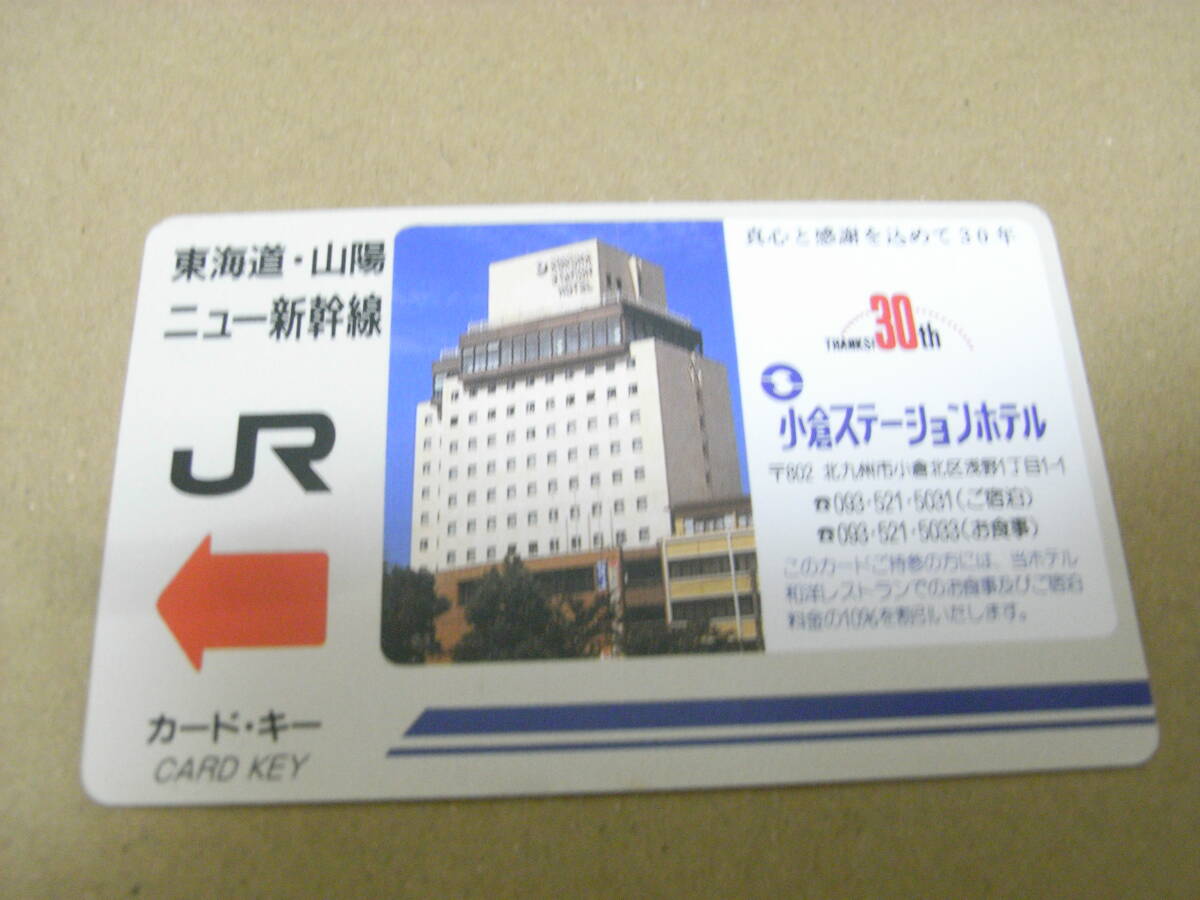 東海道・山陽
ニュー新幹線
JR
カード・キー
CARD KEY
KOKURA
STATION
HOTEL
真心と感謝を込めて30年
THANKS! 30th
小倉ステーションホテル
〒802 北九州市小倉北区浅野1丁目1-1
☎093・521・5031(ご宿泊)
☎093・521・5033(お食事)
このカードご持参の方には、当ホテル
和洋レストランでのお食事及びご宿泊
料金の10%を割引いたします。